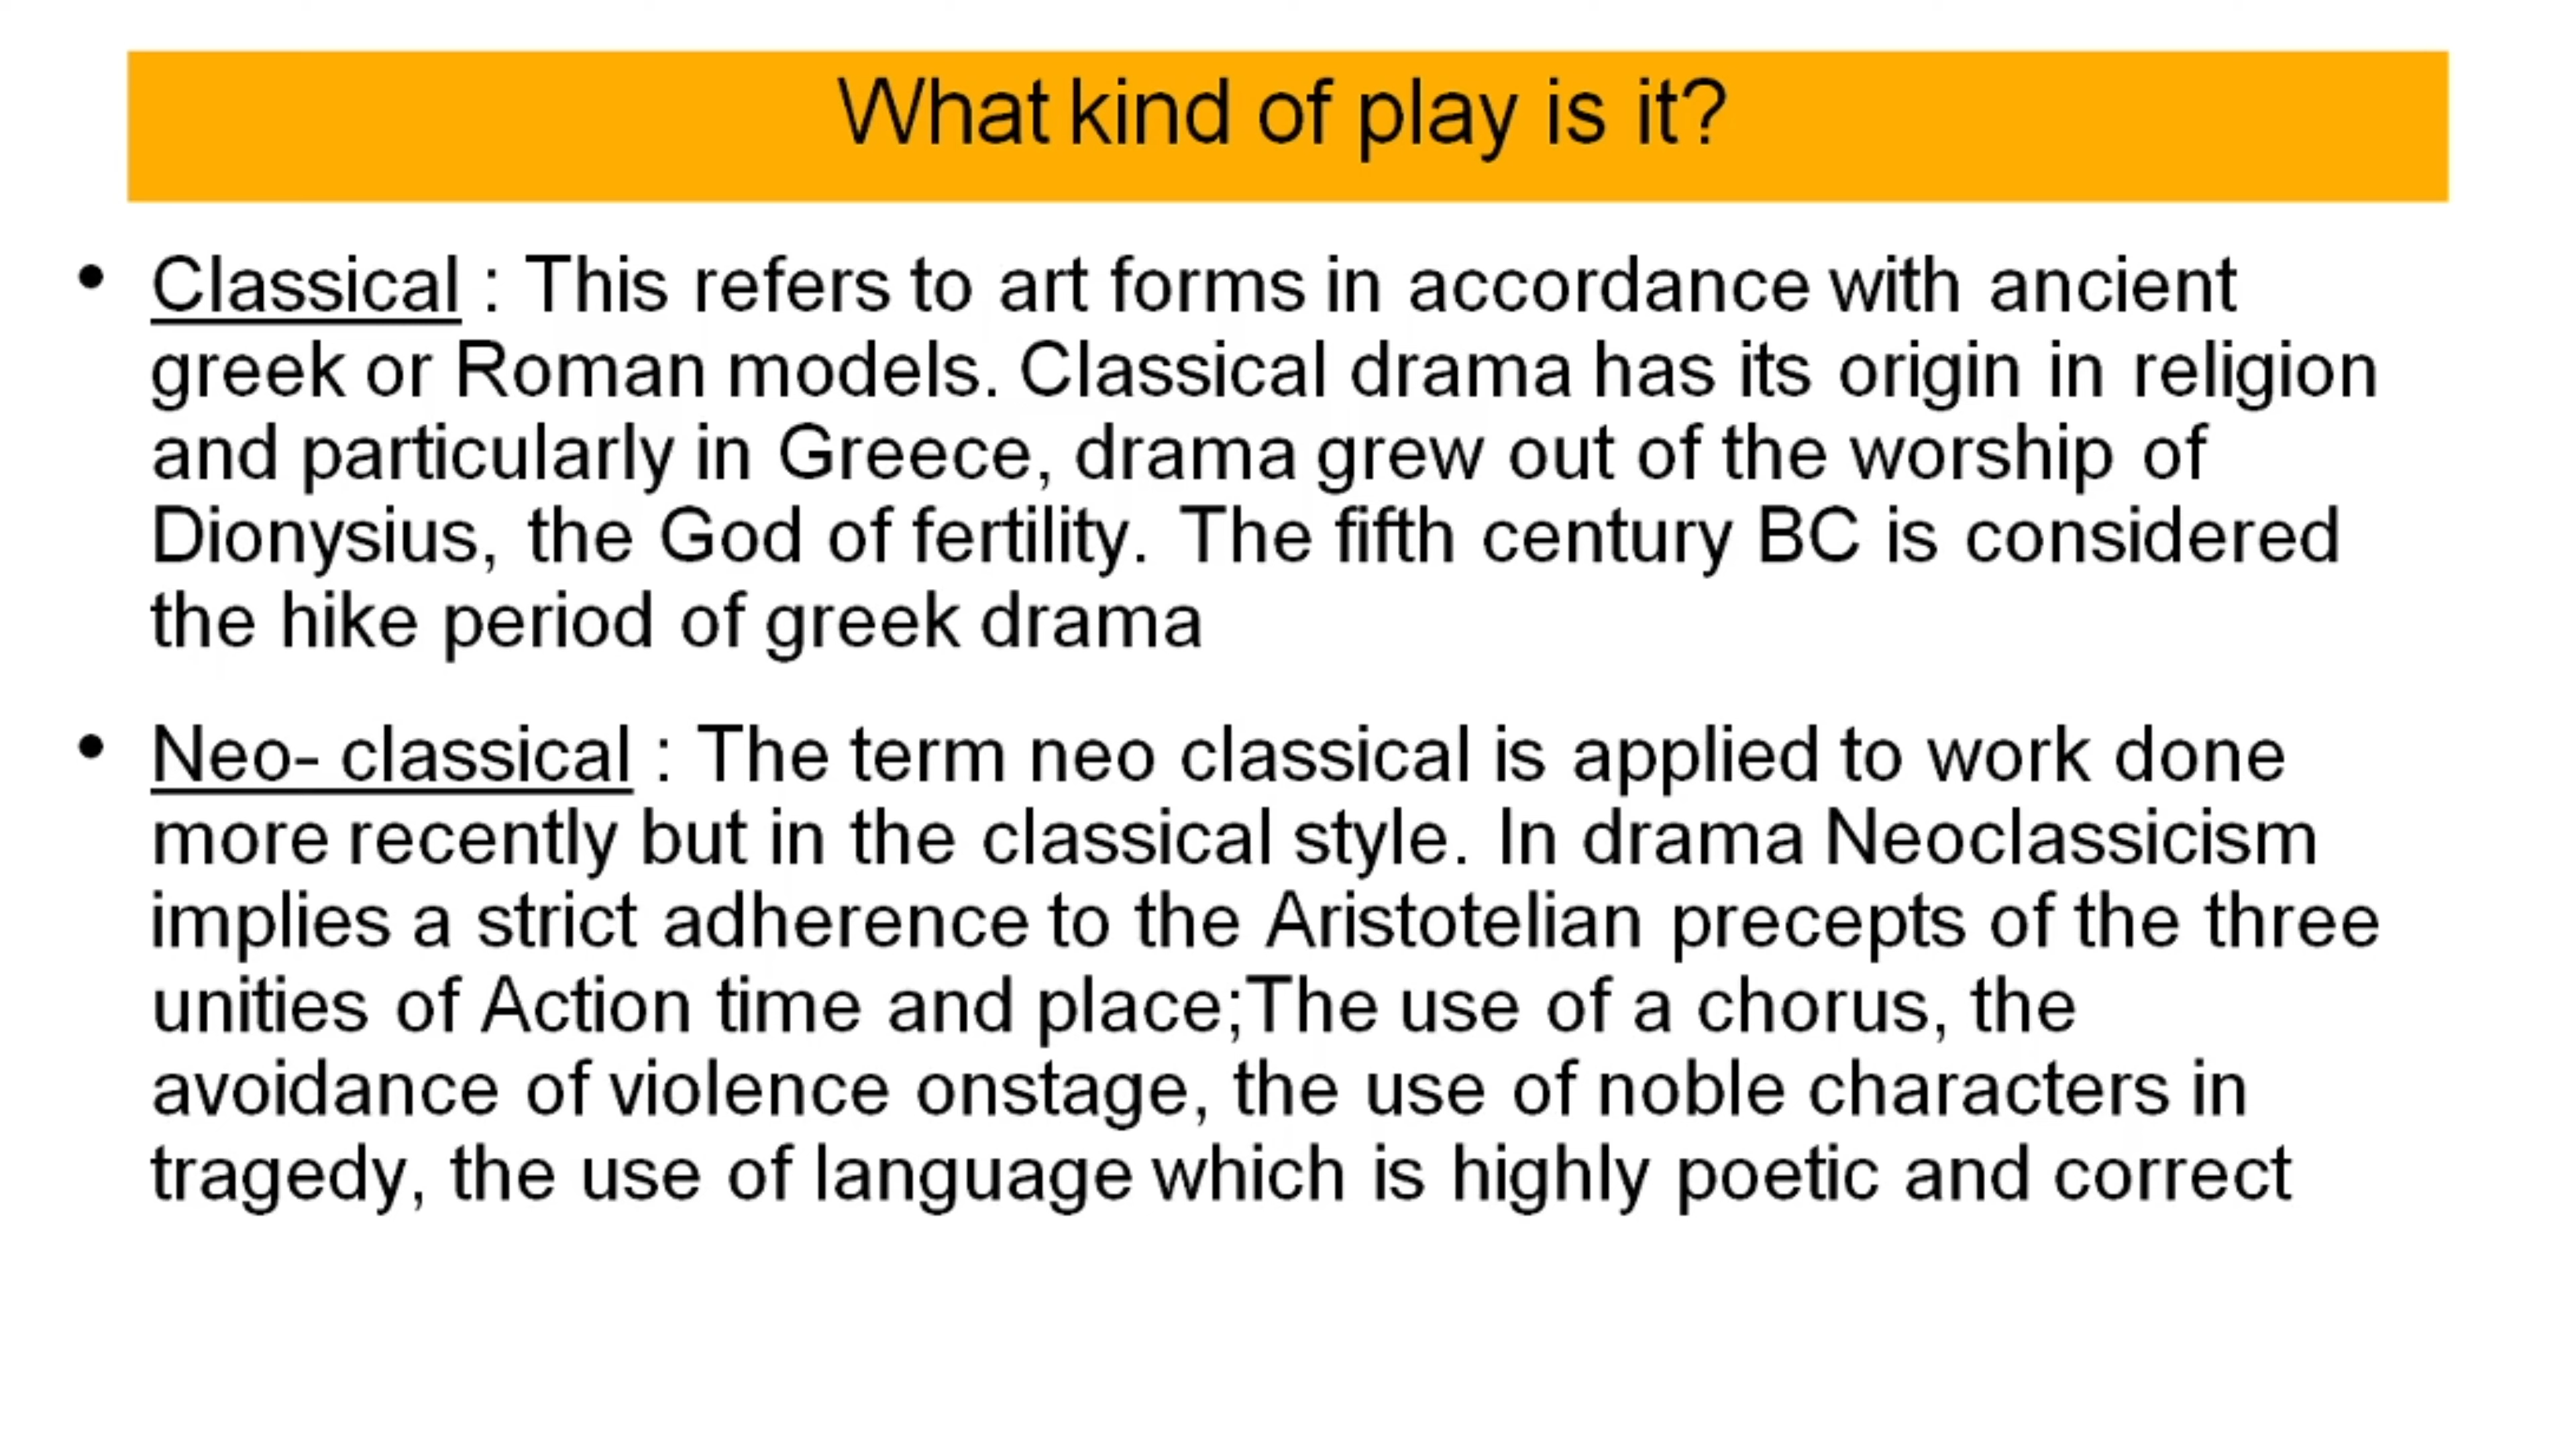 What kind of play is it?
• Classical : This refers to art forms in accordance with ancient
greek or Roman models. Classical drama has its origin in religion
and particularly in Greece, drama grew out of the worship of
Dionysius, the God of fertility. The fifth century BC is considered
the hike period of greek drama
• Neo- classical : The term neo classical is applied to work done
more recently but in the classical style. In drama Neoclassicism
implies a strict adherence to the Aristotelian precepts of the three
unities of Action time and place;The use of a chorus, the
avoidance of violence onstage, the use of noble characters in
tragedy, the use of language which is highly poetic and correct